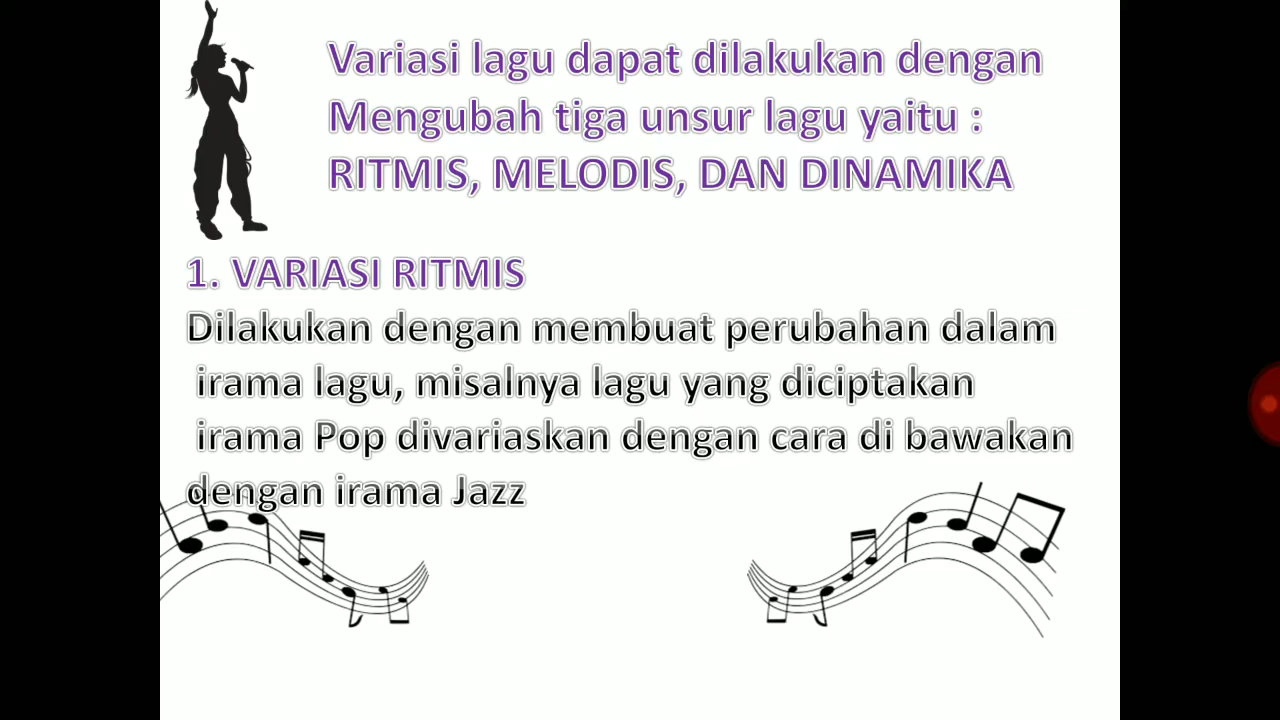 Variasi lagu dapat dilakukan dengan
Mengubah tiga unsur lagu yaitu :
RITMIS, MELODIS, DAN DINAMIKA
1. VARIASI RITMIS
Dilakukan dengan membuat perubahan dalam
irama lagu, misalnya lagu yang diciptakan
irama Pop divariaskan dengan cara di bawakan
dengan irama Jazz